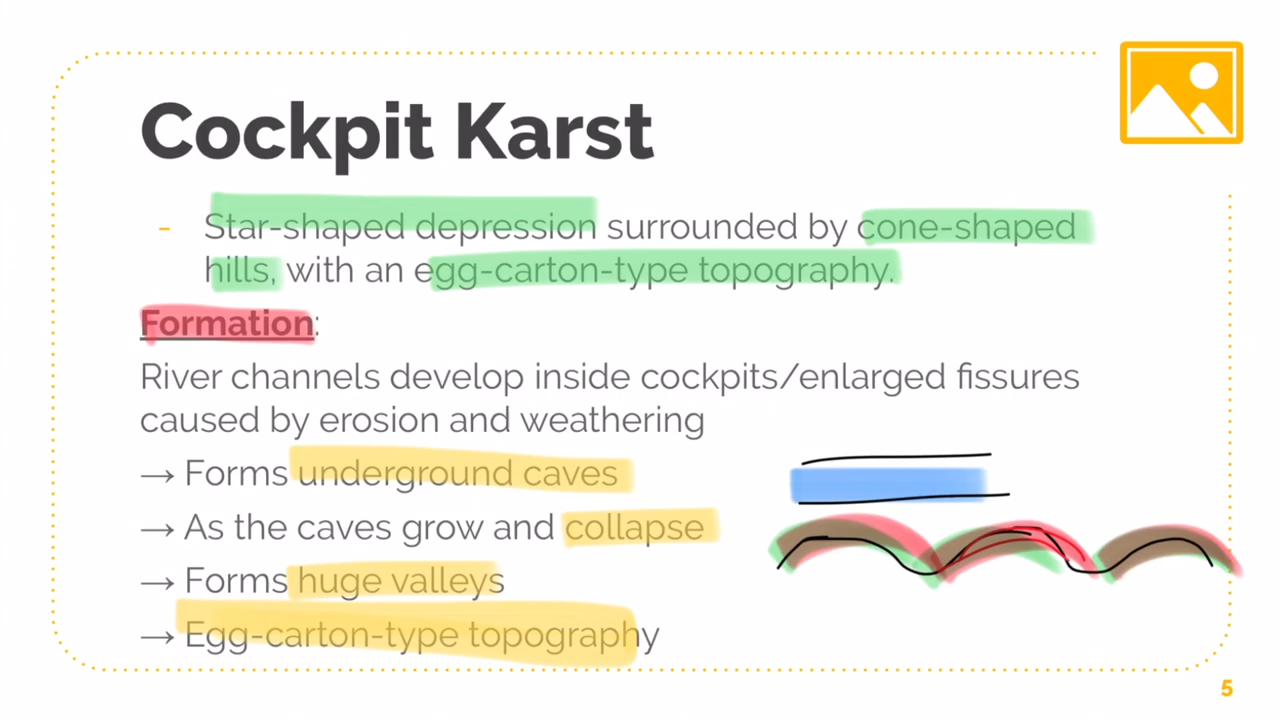 Cockpit Karst
- Star-shaped depression surrounded by cone-shaped
hills, with an egg-carton-type topography.
Formation:
River channels develop inside cockpits/enlarged fissures
caused by erosion and weathering
→ Forms underground caves
→ As the caves grow and collapse
→ Forms huge valleys
→ Egg-carton-type topography
5